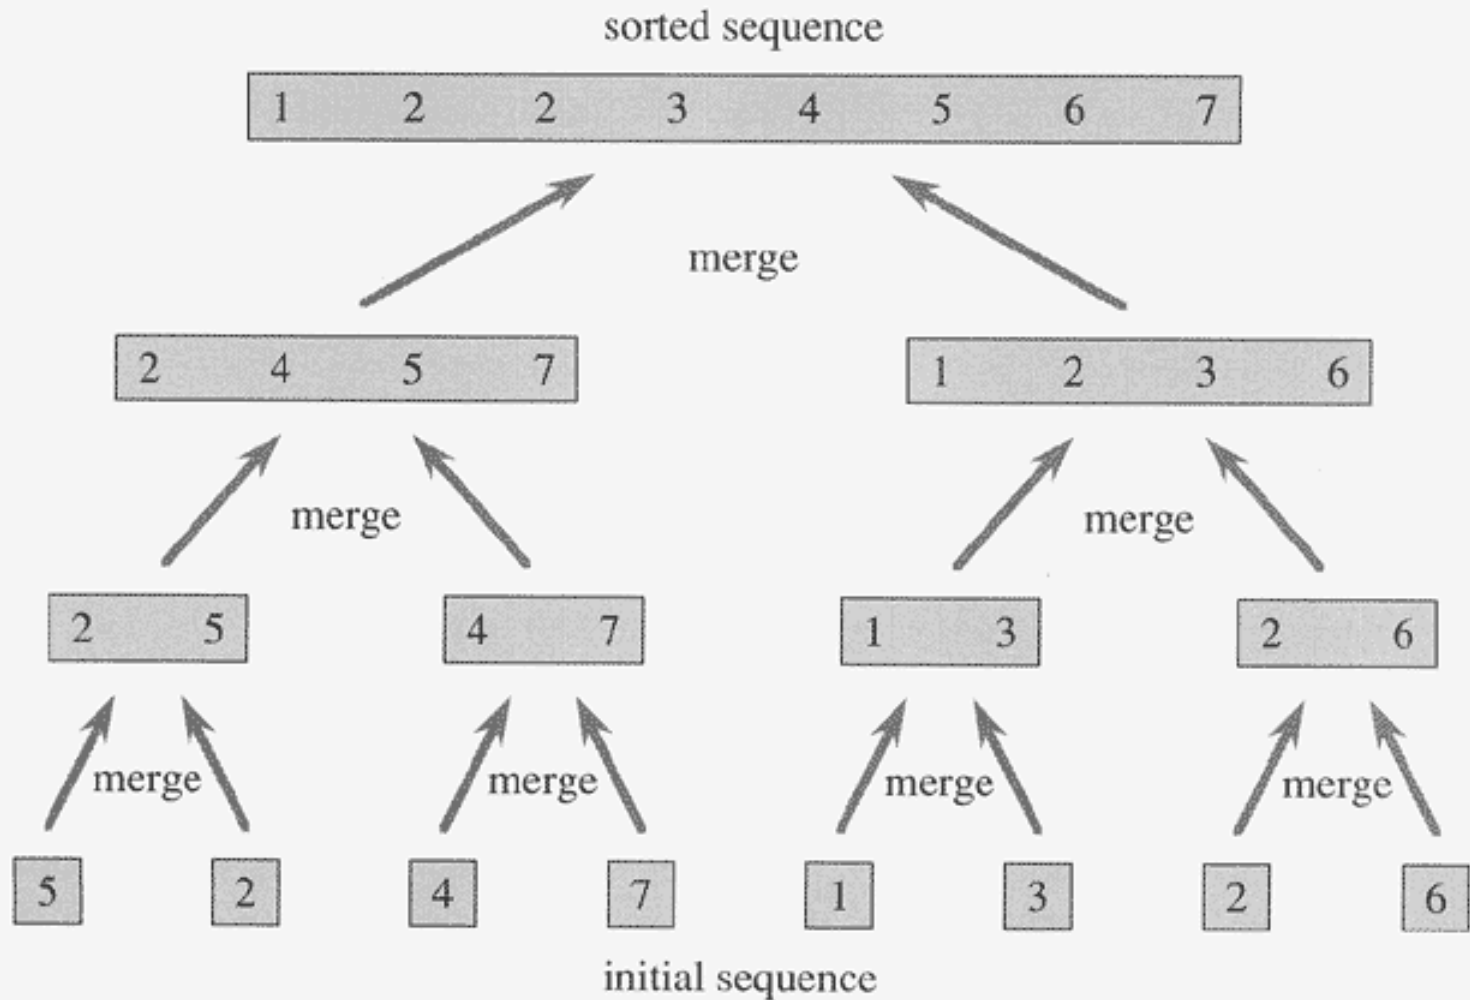 sorted sequence
1 2 2 3 4 5 6 7
merge
2 4 5 7 1 2 3 6
merge merge
2 5 4 7 1 3 2 6
merge merge merge merge
5 2 4 7 1 3 2 6
initial sequence